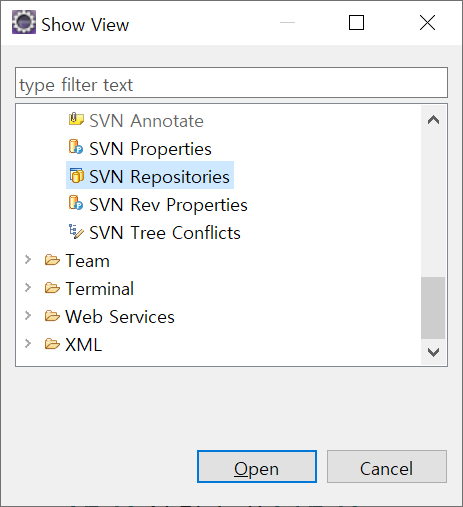 Show View
type filter text
SVN Annotate
SVN Properties
SVN Repositories
SVN Rev Properties
SVN Tree Conflicts
Team
Terminal
Web Services
XML
Open
Cancel